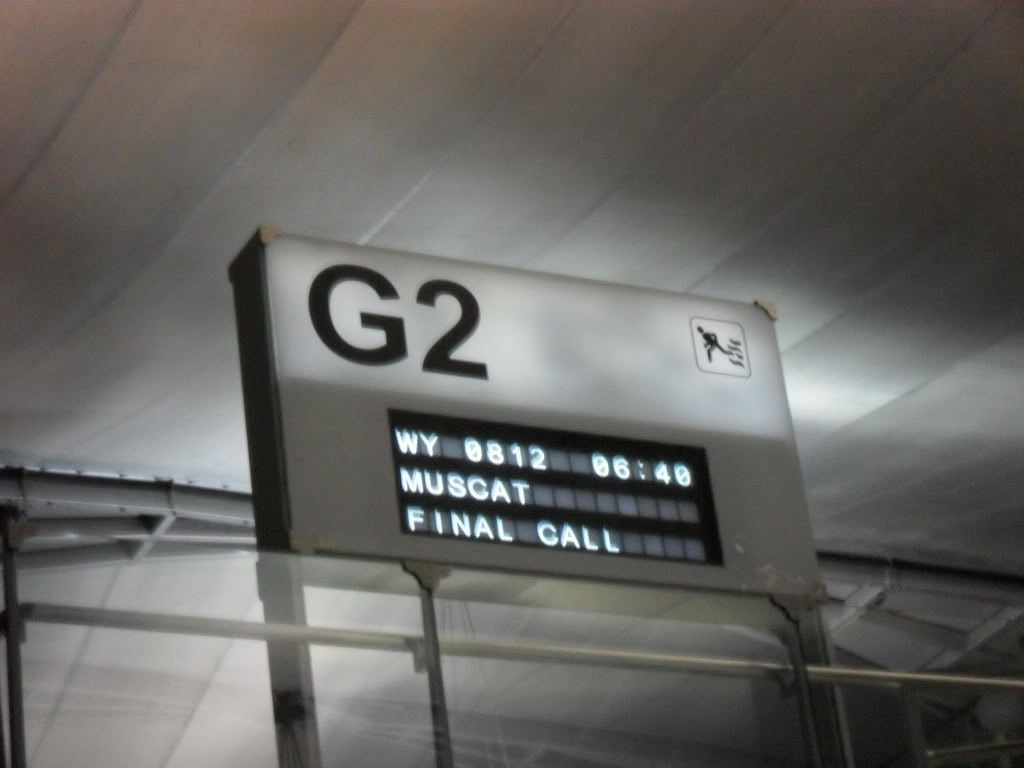 G2
WY 0812 06:40
MUSCAT
FINAL CALL